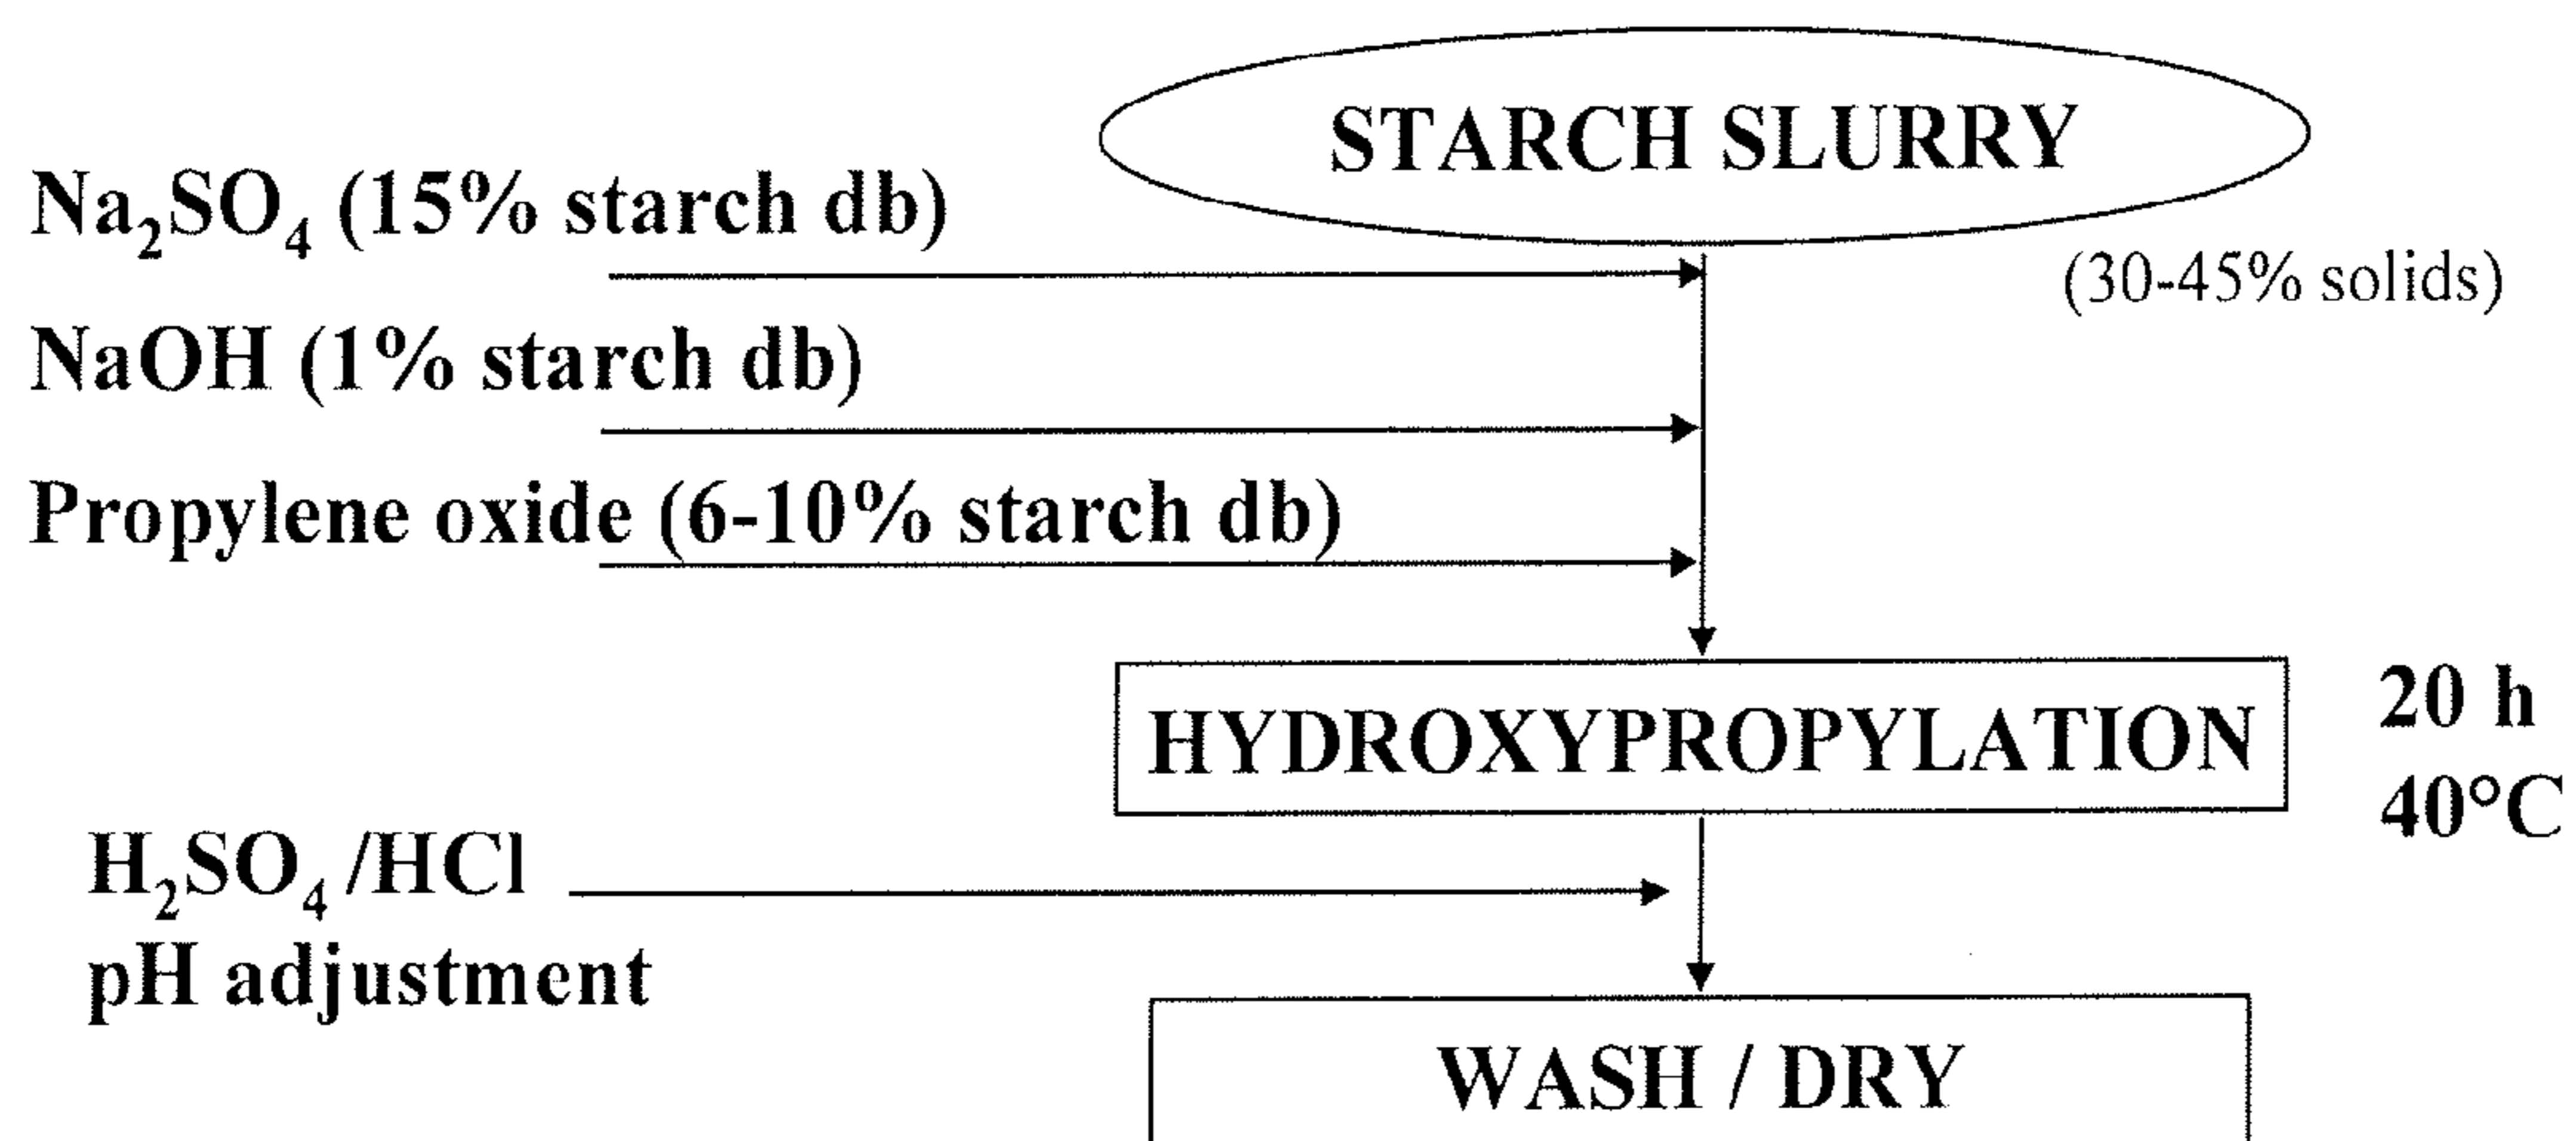 STARCH SLURRY
Na₂SO₄ (15% starch db)
(30-45% solids)
NaOH (1% starch db)
Propylene oxide (6-10% starch db)
HYDROXYPROPYLATION
20 h
40°C
H₂SO₄ /HCl
pH adjustment
WASH / DRY